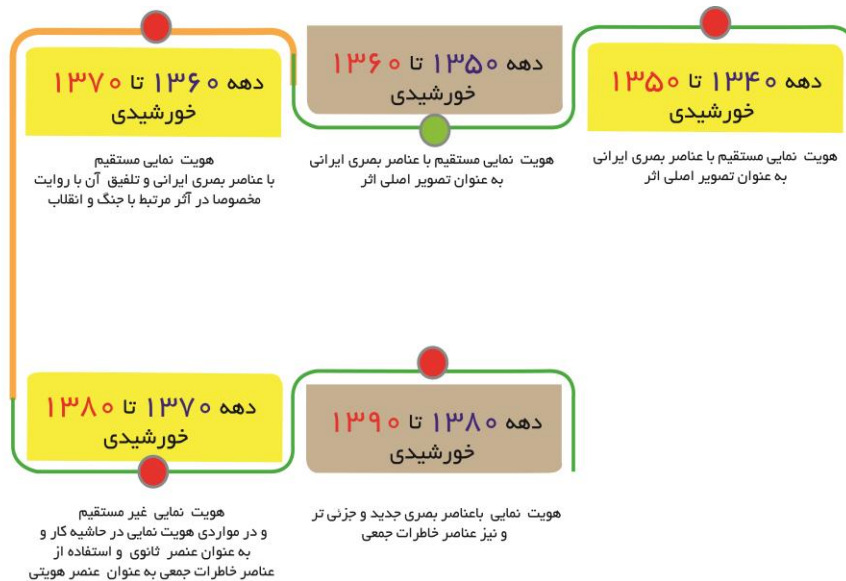 دهه ۱۳۴۰ تا ۱۳۵۰
خورشیدی
هویت نمایی مستقیم با عناصر بصری ایرانی
به عنوان تصویر اصلی اثر
دهه ۱۳۵۰ تا ۱۳۶۰
خورشیدی
هویت نمایی مستقیم با عناصر بصری ایرانی
به عنوان تصویر اصلی اثر
دهه ۱۳۶۰ تا ۱۳۷۰
خورشیدی
هویت نمایی مستقیم
با عناصر بصری ایرانی و تلفیق آن با روایت
مخصوصا در آثر مرتبط با جنگ و انقلاب
دهه ۱۳۷۰ تا ۱۳۸۰
خورشیدی
هویت نمایی غیر مستقیم
و در مواردی هویت نمایی در حاشیه کار و
به عنوان عنصر ثانوی و استفاده از
عناصر خاطرات جمعی به عنوان عنصر هویتی
دهه ۱۳۸۰ تا ۱۳۹۰
خورشیدی
هویت نمایی باعناصر بصری جدید و جزئی تر
و نیز عناصر خاطرات جمعی